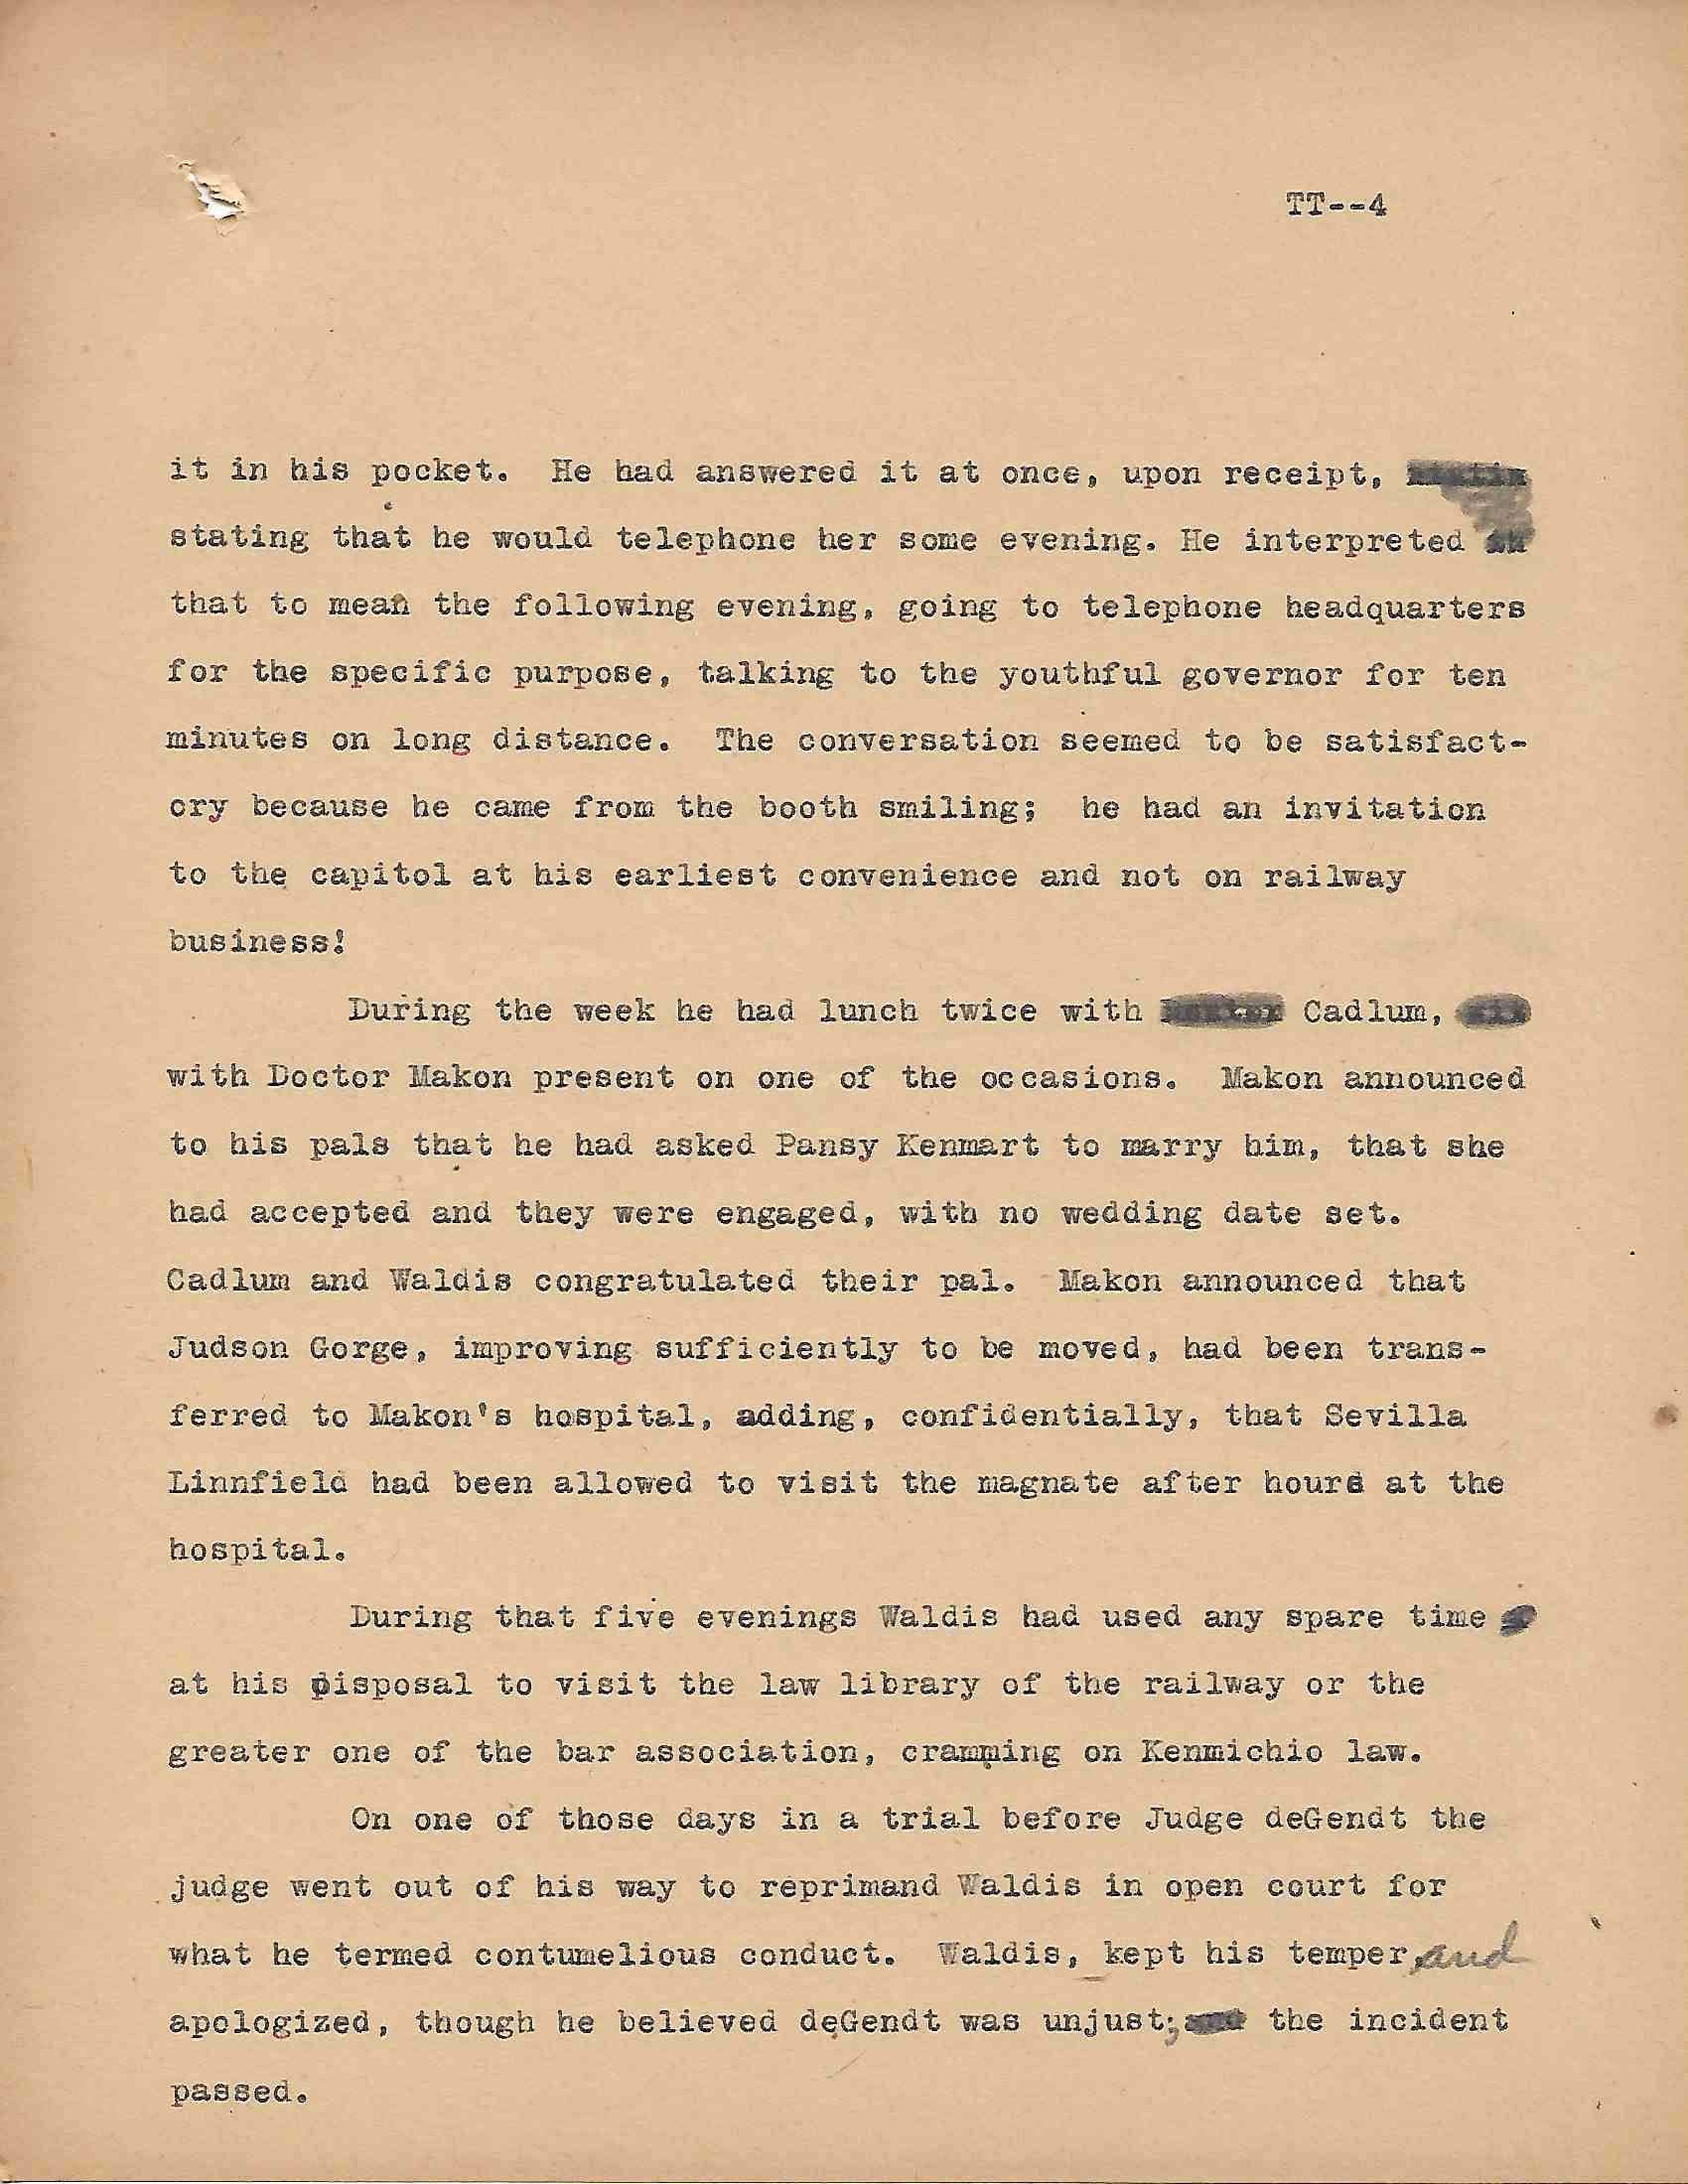 TT--4
it in his pocket. He had answered it at once, upon receipt,
stating that he would telephone her some evening. He interpreted
that to mean the following evening, going to telephone headquarters
for the specific purpose, talking to the youthful governor for ten
minutes on long distance. The conversation seemed to be satisfact-
ory because he came from the booth smiling; he had an invitation
to the capitol at his earliest convenience and not on railway
business!
During the week he had lunch twice with Cadlum,
with Doctor Makon present on one of the occasions. Makon announced
to his pals that he had asked Pansy Kenmart to marry him, that she
had accepted and they were engaged, with no wedding date set.
Cadlum and Waldis congratulated their pal. Makon announced that
Judson Gorge, improving sufficiently to be moved, had been trans-
ferred to Makon's hospital, adding, confidentially, that Sevilla
Linnfield had been allowed to visit the magnate after hours at the
hospital.
During that five evenings Waldis had used any spare time
at his disposal to visit the law library of the railway or the
greater one of the bar association, cramming on Kenmichio law.
On one of those days in a trial before Judge deGendt the
judge went out of his way to reprimand Waldis in open court for
what he termed contumelious conduct. Waldis, kept his temper, and
apologized, though he believed deGendt was unjust; the incident
passed.